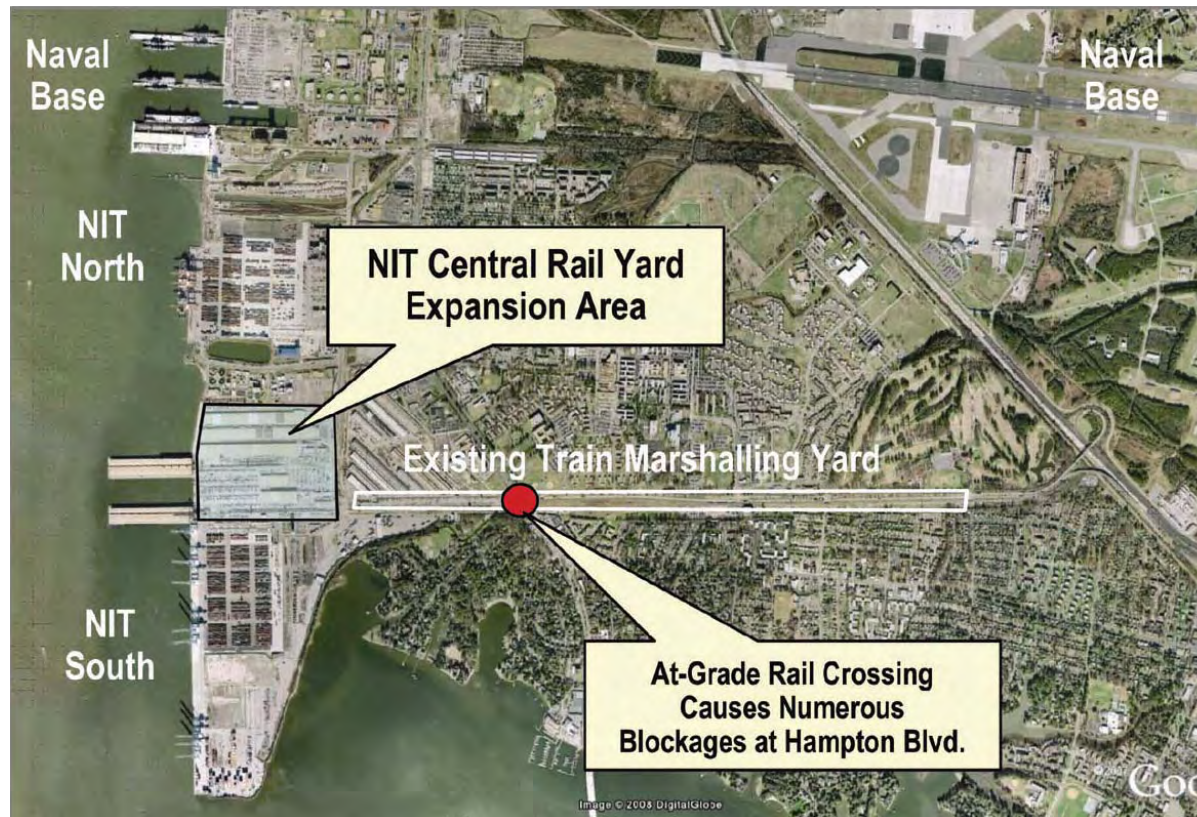 Naval
Base
Naval
Base
NIT
North
NIT Central Rail Yard
Expansion Area
Existing Train Marshalling Yard
NIT
South
At-Grade Rail Crossing
Causes Numerous
Blockages at Hampton Blvd.
Image © 2008 DigitalGlobe
Goo